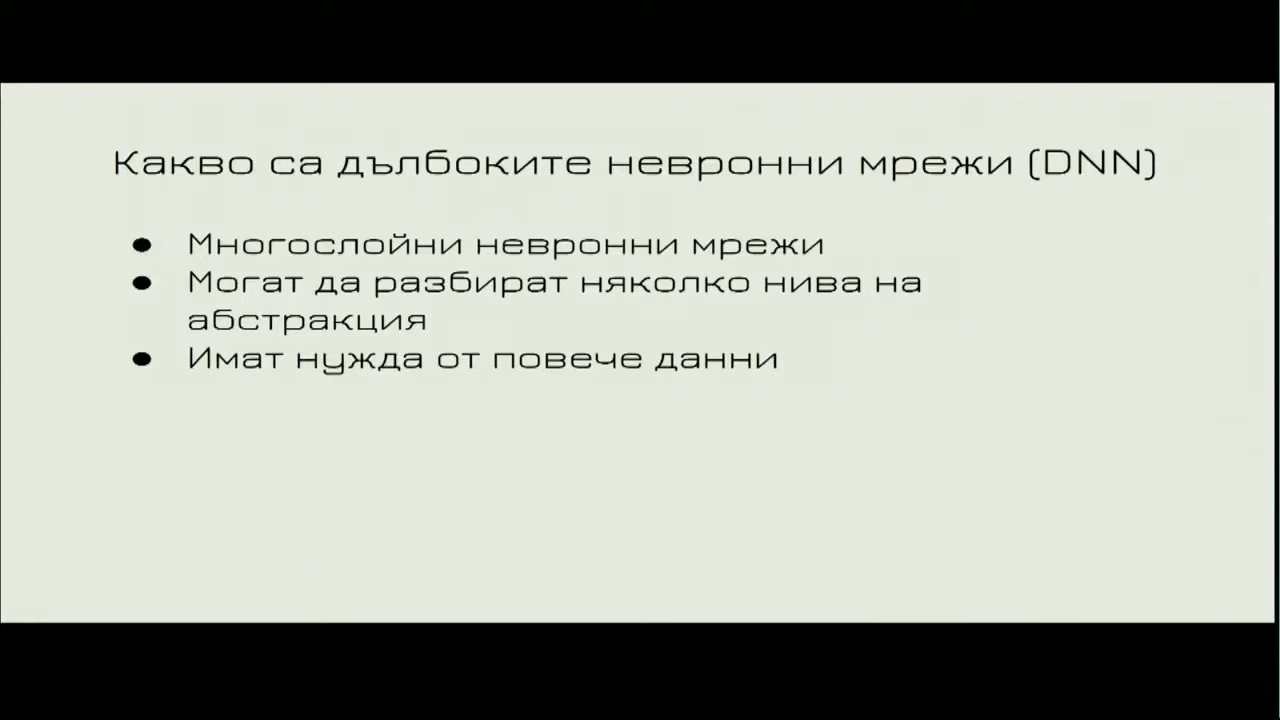 Какво са дълбоките невронни мрежи (DNN)
● Многослойни невронни мрежи
● Могат да разбират няколко нива на
абстракция
● Имат нужда от повече данни